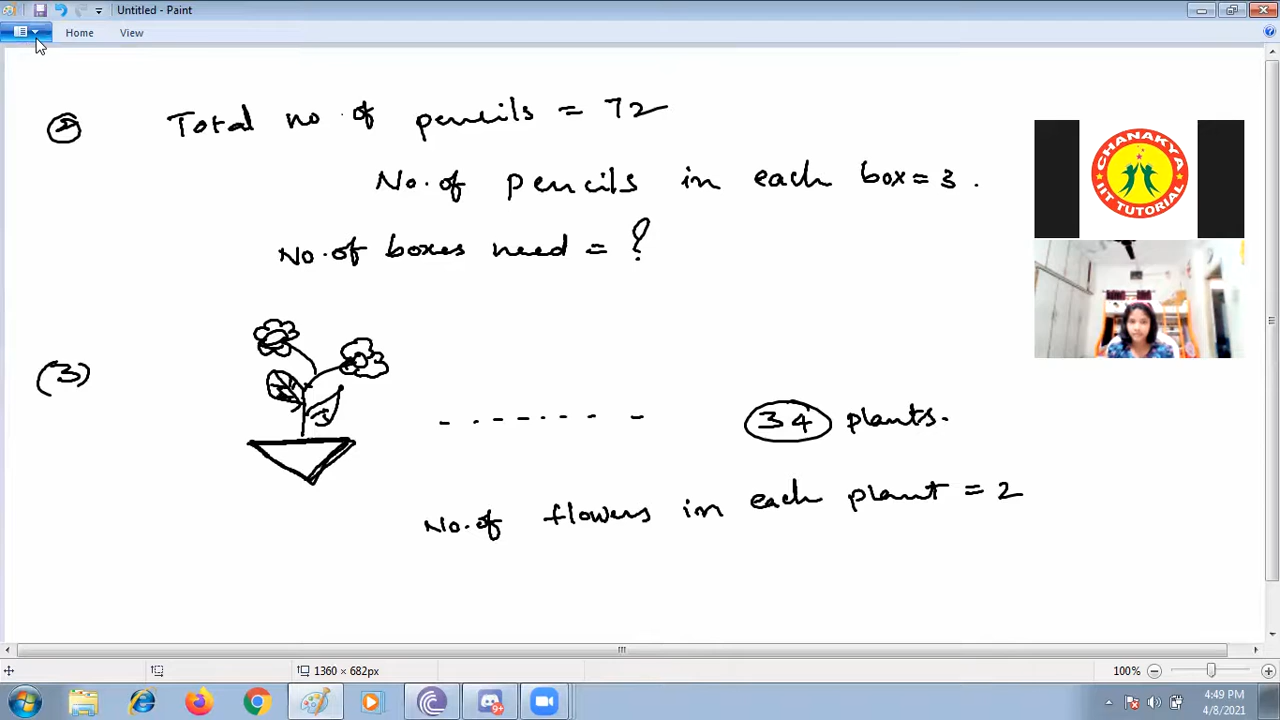 Untitled - Paint
Home View
② Total no of pencils = 72
No. of pencils in each box = 3 .
No. of boxes need = ?
CHANAKYA
IIT TUTORIAL
(3)
34 plants.
No. of flowers in each plant = 2
1360 × 682px
100%
4:49 PM
4/8/2021